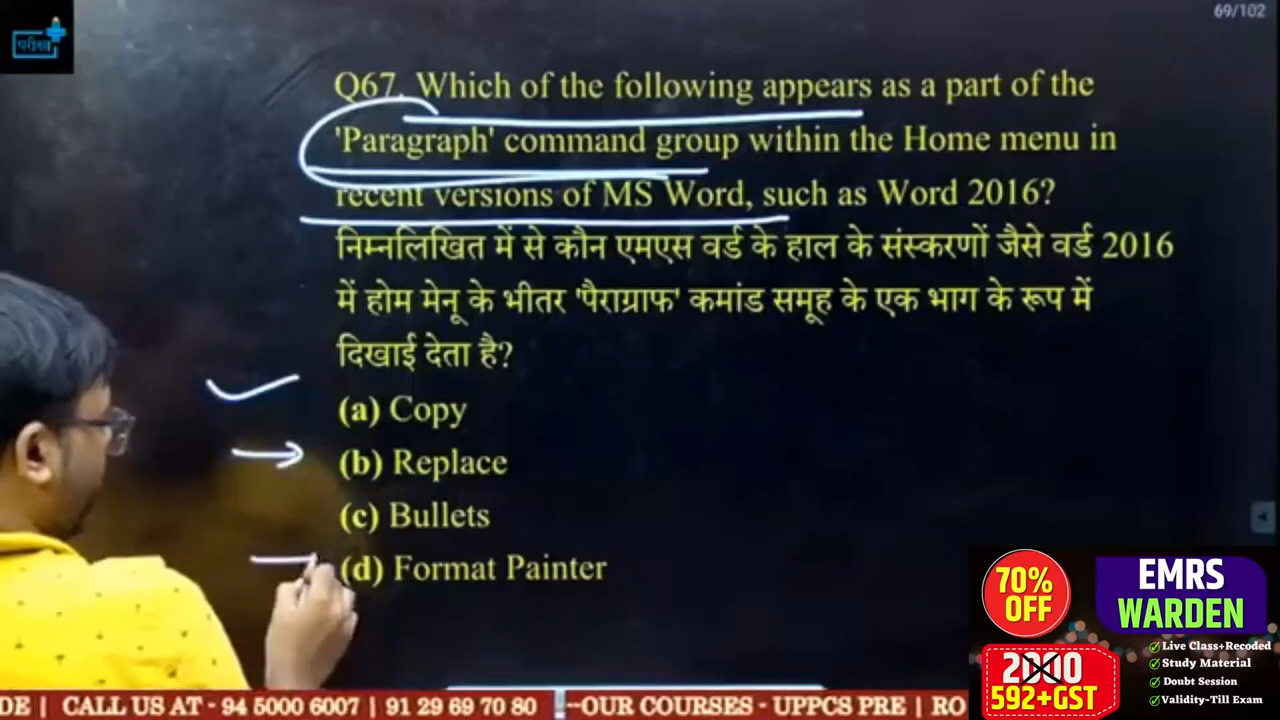 69/102
परीक्षा
Q67. Which of the following appears as a part of the
'Paragraph' command group within the Home menu in
recent versions of MS Word, such as Word 2016?
निम्नलिखित में से कौन एमएस वर्ड के हाल के संस्करणों जैसे वर्ड 2016
में होम मेनू के भीतर 'पैराग्राफ' कमांड समूह के एक भाग के रूप में
दिखाई देता है?
(a) Copy
(b) Replace
(c) Bullets
(d) Format Painter
70%
OFF
EMRS
WARDEN
2000
592+GST
Live Class+Recoded
Study Material
Doubt Session
Validity-Till Exam
DE | CALL US AT - 94 5000 6207 | 91 29 69 70 80 --OUR COURSES - UPPCS PRE | RO